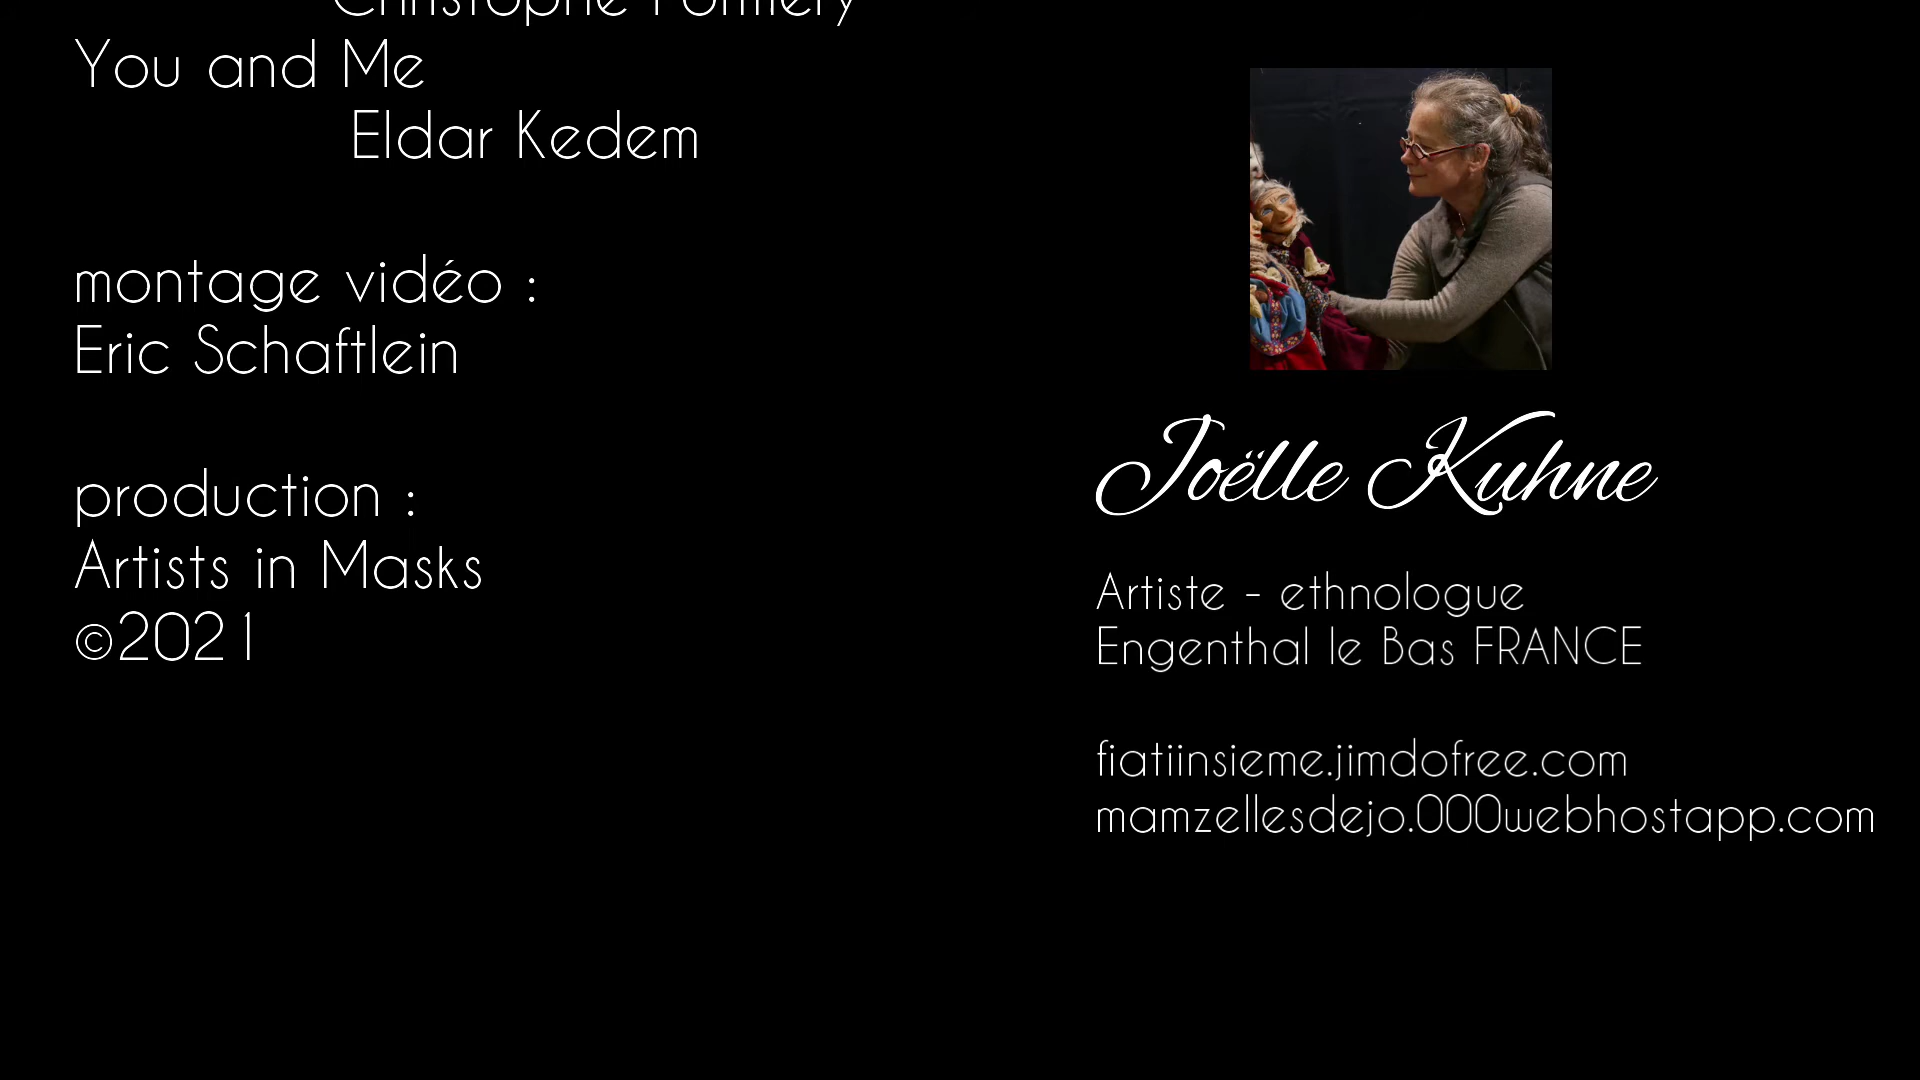 Christophe
You and Me
Eldar Kedem
montage vidéo :
Eric Schaftlein
production :
Artists in Masks
©2021
Joëlle Kuhne
Artiste - ethnologue
Engenthal le Bas FRANCE
fiatiinsieme.jimdofree.com
mamzellesdejo.000webhostapp.com